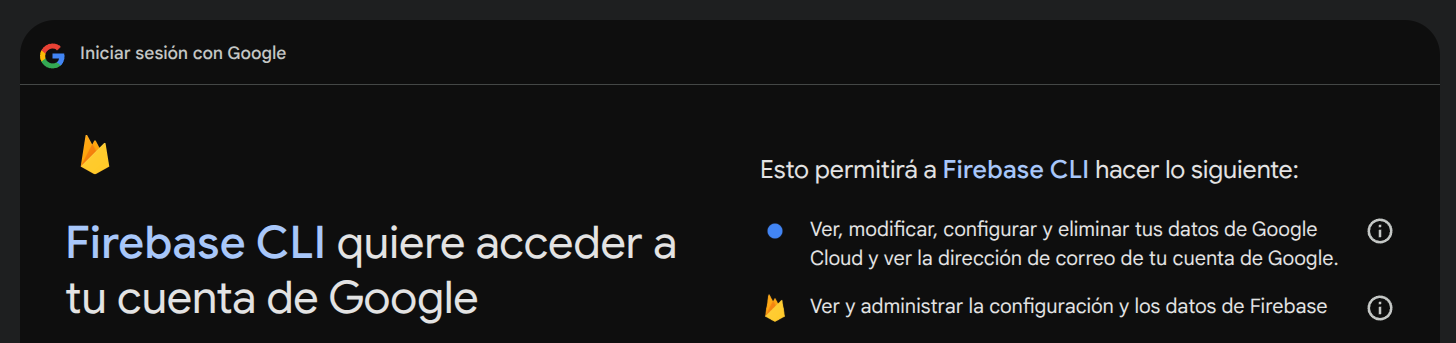 Iniciar sesión con Google
Firebase CLI quiere acceder a
tu cuenta de Google
Esto permitirá a Firebase CLI hacer lo siguiente:
Ver, modificar, configurar y eliminar tus datos de Google
Cloud y ver la dirección de correo de tu cuenta de Google.
Ver y administrar la configuración y los datos de Firebase